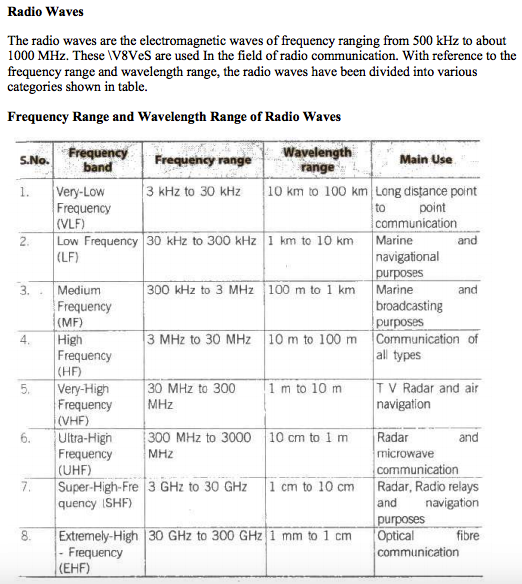 Radio Waves
The radio waves are the electromagnetic waves of frequency ranging from 500 kHz to about
1000 MHz. These \V8VeS are used In the field of radio communication. With reference to the
frequency range and wavelength range, the radio waves have been divided into various
categories shown in table.
Frequency Range and Wavelength Range of Radio Waves
S.No. Frequency band Frequency range Wavelength range Main Use
1. Very-Low 3 kHz to 30 kHz 10 km to 100 km Long distance point
Frequency to point
(VLF) communication
2. Low Frequency 30 kHz to 300 kHz 1 km to 10 km Marine and
(LF) navigational
purposes
3. Medium 300 kHz to 3 MHz 100 m to 1 km Marine and
Frequency broadcasting
(MF) purposes
4. High 3 MHz to 30 MHz 10 m to 100 m Communication of
Frequency all types
(HF)
5. Very-High 30 MHz to 300 1 m to 10 m T V Radar and air
Frequency MHz navigation
(VHF)
6. Ultra-High 300 MHz to 3000 10 cm to 1 m Radar and
Frequency MHz microwave
(UHF) communication
7. Super-High-Fre 3 GHz to 30 GHz 1 cm to 10 cm Radar, Radio relays
quency (SHF) and navigation
purposes
8. Extremely-High 30 GHz to 300 GHz 1 mm to 1 cm Optical fibre
- Frequency communication
(EHF)